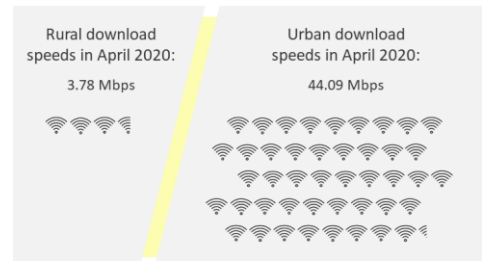 Rural download
speeds in April 2020:
3.78 Mbps
Urban download
speeds in April 2020:
44.09 Mbps